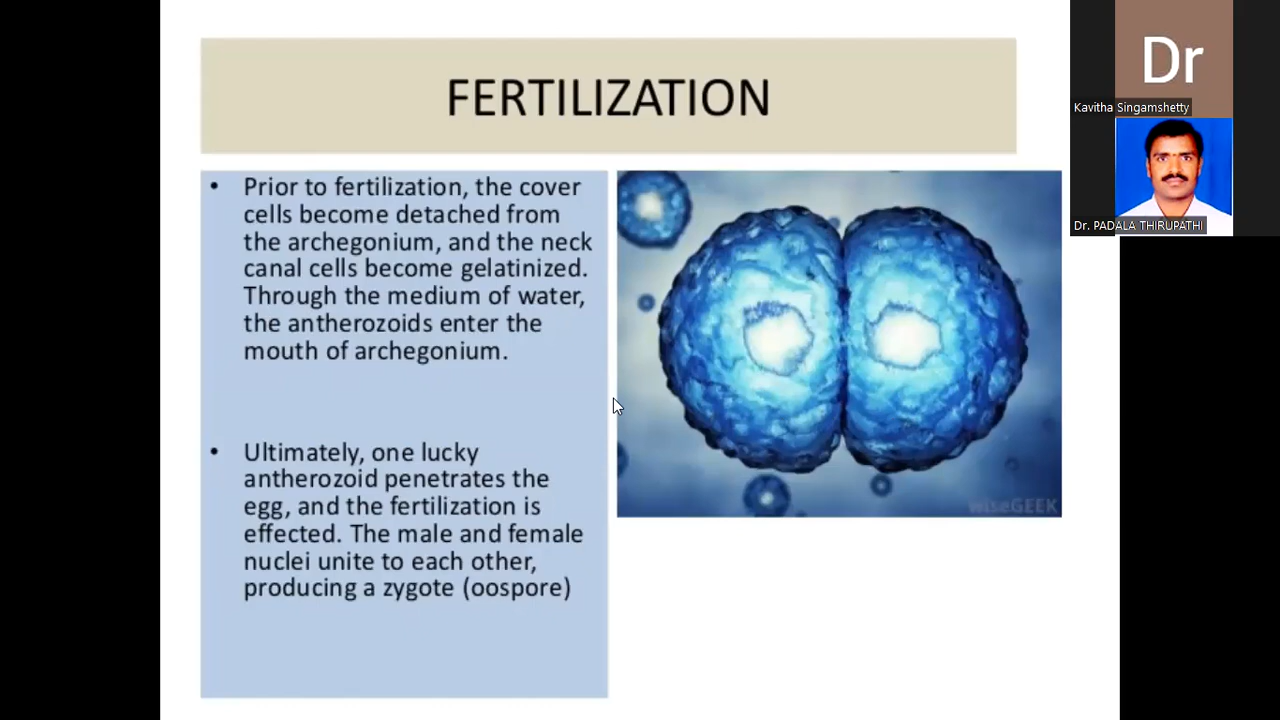 FERTILIZATION
• Prior to fertilization, the cover
cells become detached from
the archegonium, and the neck
canal cells become gelatinized.
Through the medium of water,
the antherozoids enter the
mouth of archegonium.
• Ultimately, one lucky
antherozoid penetrates the
egg, and the fertilization is
effected. The male and female
nuclei unite to each other,
producing a zygote (oospore)
wiseGEEK
Dr
Kavitha Singamshetty
Dr. PADALA THIRUPATHI